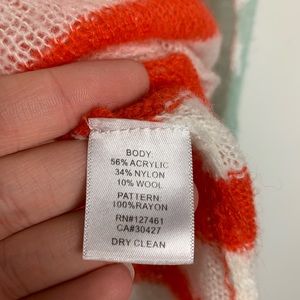 BODY:
56% ACRYLIC
34% NYLON
10% WOOL
PATTERN:
100%RAYON
RN#127461
CA#30427
DRY CLEAN